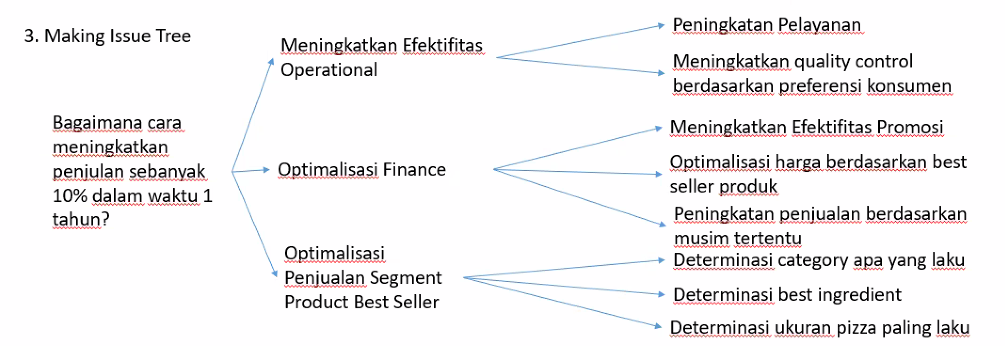 3. Making Issue Tree
Bagaimana cara
meningkatkan
penjulan sebanyak
10% dalam waktu 1
tahun?
Meningkatkan Efektifitas
Operational
Peningkatan Pelayanan
Meningkatkan quality control
berdasarkan preferensi konsumen
Optimalisasi Finance
Meningkatkan Efektifitas Promosi
Optimalisasi harga berdasarkan best
seller produk
Peningkatan penjualan berdasarkan
musim tertentu
Optimalisasi
Penjualan Segment
Product Best Seller
Determinasi category apa yang laku
Determinasi best ingredient
Determinasi ukuran pizza paling laku